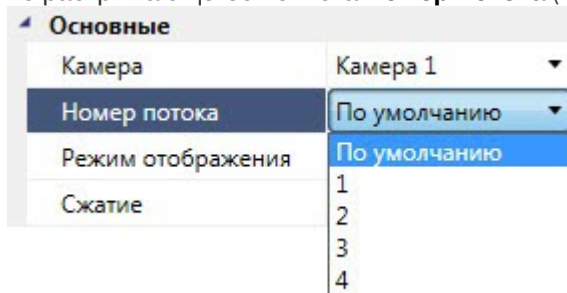 Основные
Камера Камера 1
Номер потока По умолчанию
Режим отображения По умолчанию
Сжатие 1
2
3
4